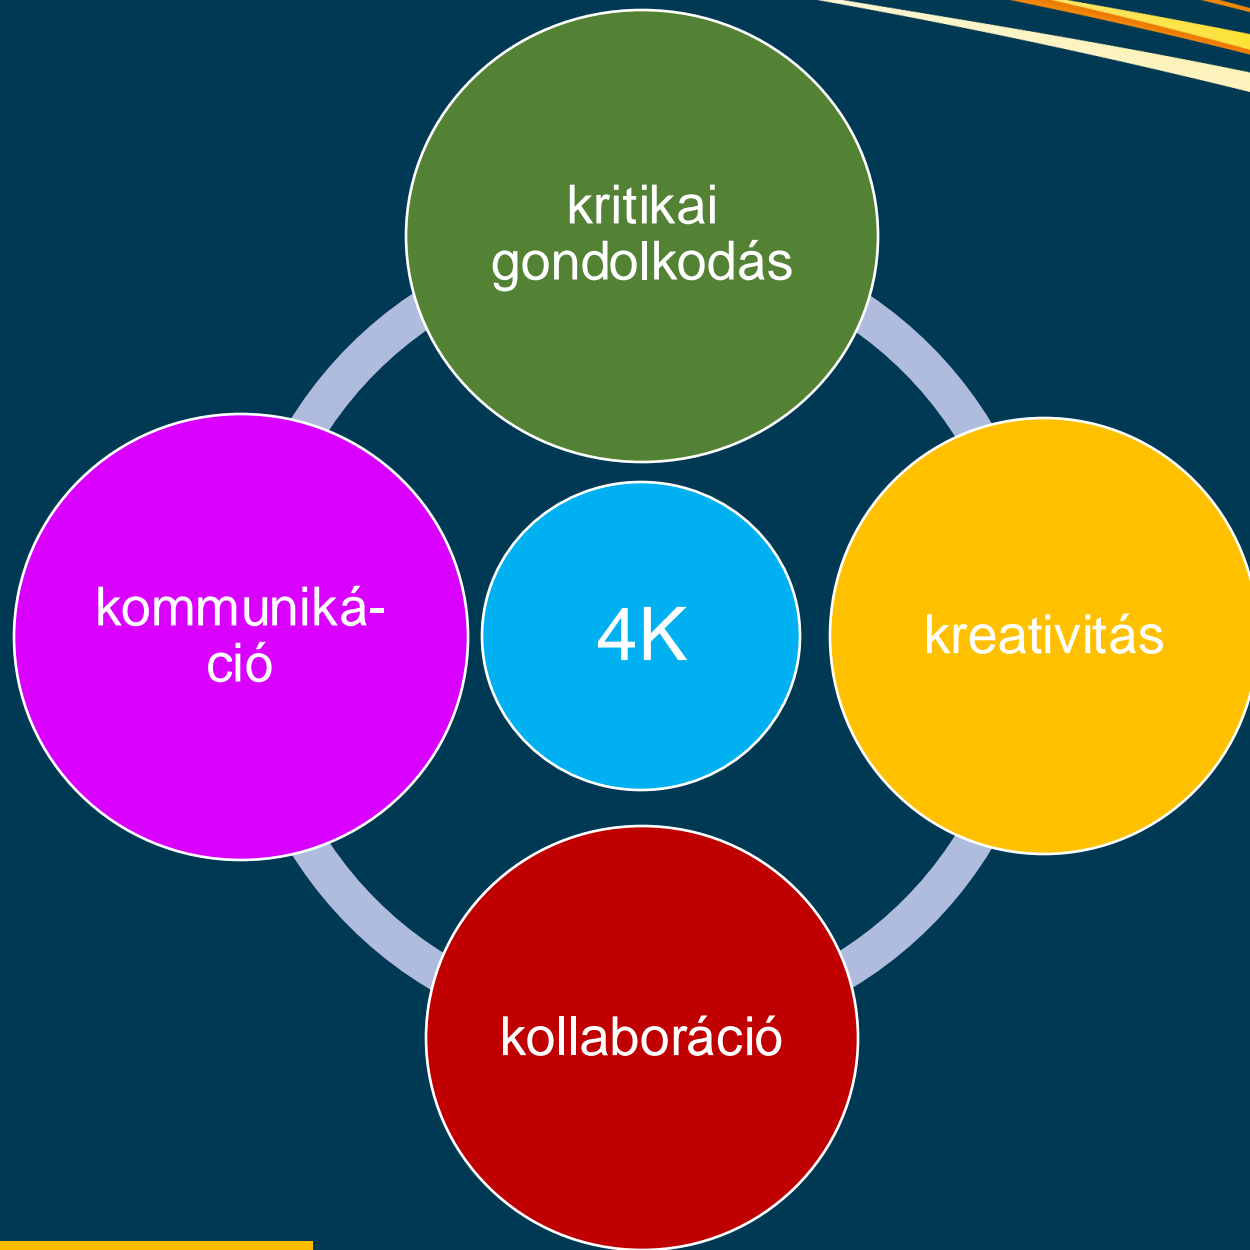 kritikai
gondolkodás
kommuniká-
ció
4K
kreativitás
kollaboráció